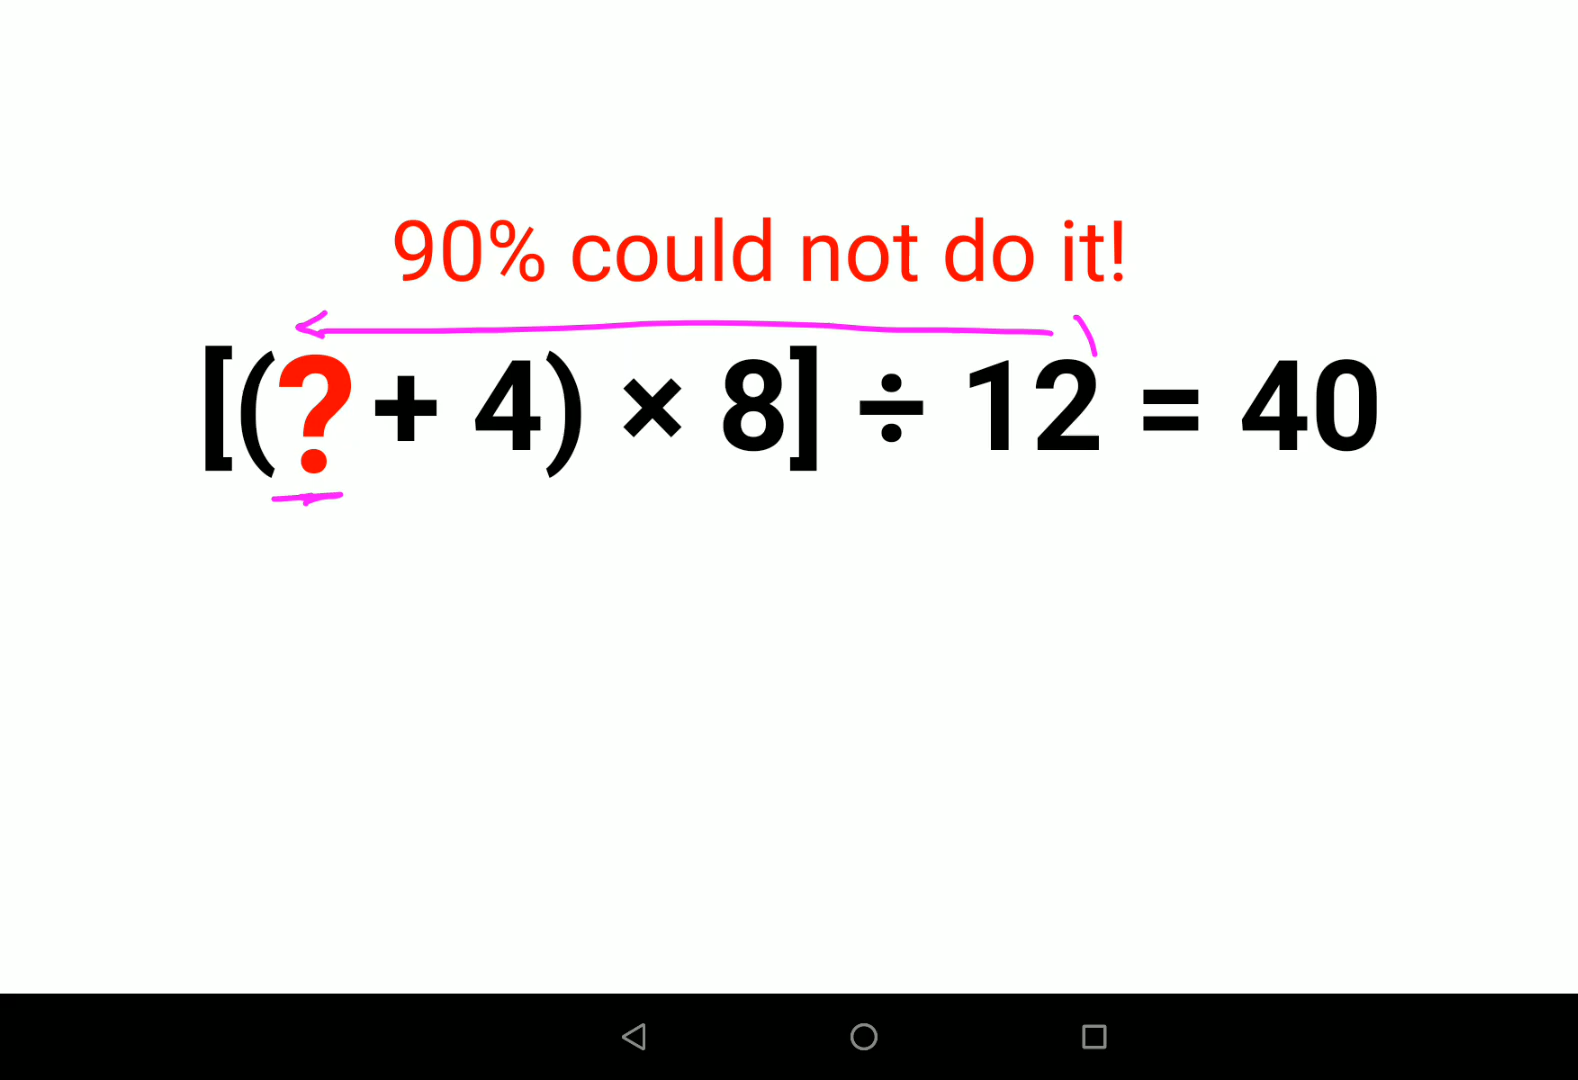 90% could not do it!
[(? + 4) × 8] ÷ 12 = 40